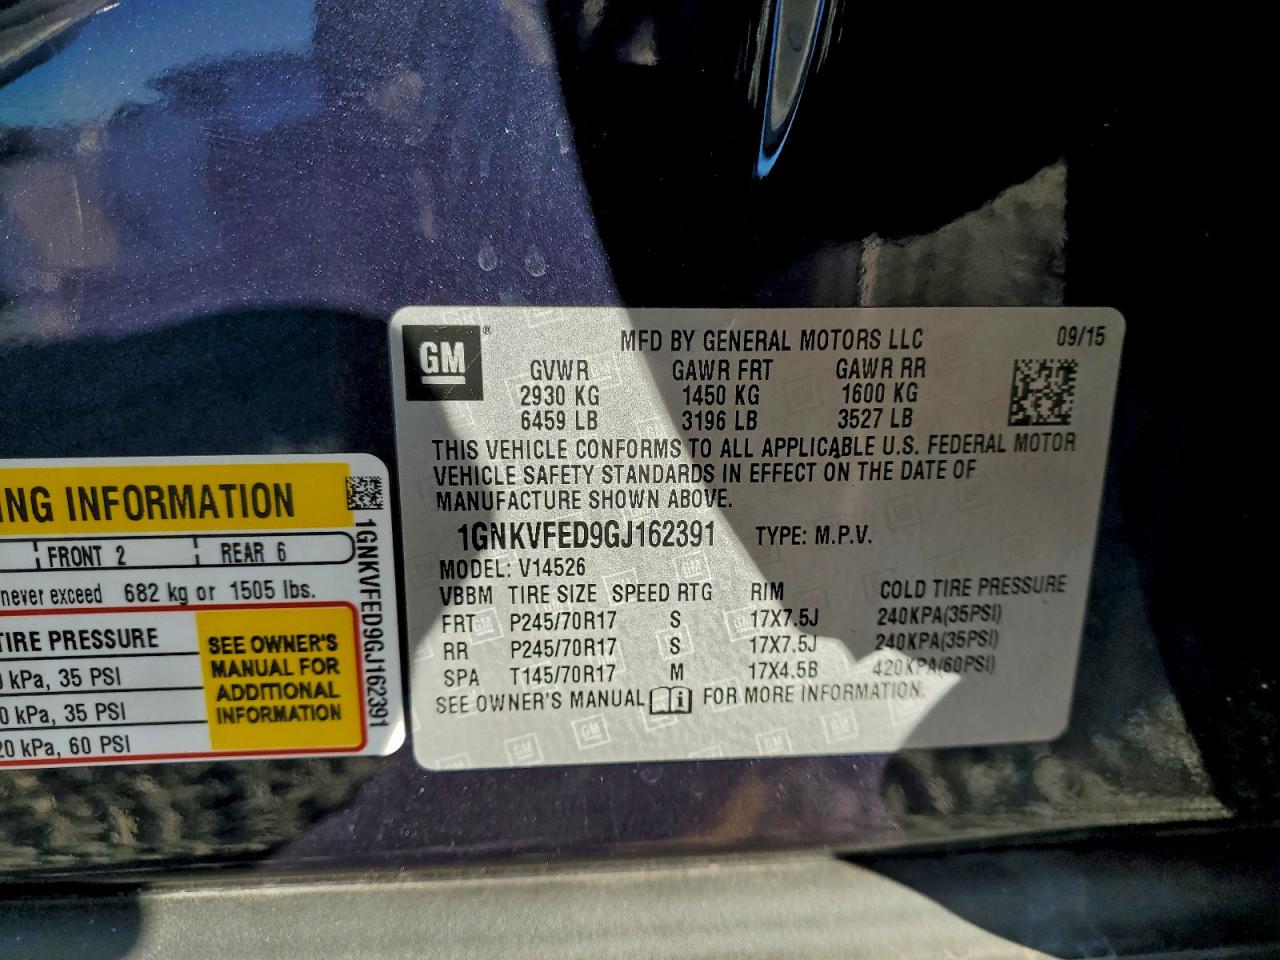 GM ®
MFD BY GENERAL MOTORS LLC 09/15
GVWR GAWR FRT GAWR RR
2930 KG 1450 KG 1600 KG
6459 LB 3196 LB 3527 LB
THIS VEHICLE CONFORMS TO ALL APPLICABLE U.S. FEDERAL MOTOR
VEHICLE SAFETY STANDARDS IN EFFECT ON THE DATE OF
MANUFACTURE SHOWN ABOVE.
1GNKVFED9GJ162391 TYPE: M.P.V.
MODEL: V14526
VBBM TIRE SIZE SPEED RTG RIM COLD TIRE PRESSURE
FRT P245/70R17 S 17X7.5J 240KPA(35PSI)
RR P245/70R17 S 17X7.5J 240KPA(35PSI)
SPA T145/70R17 M 17X4.5B 420KPA(60PSI)
SEE OWNER'S MANUAL FOR MORE INFORMATION.
NG INFORMATION
FRONT 2 REAR 6
never exceed 682 kg or 1505 lbs.
TIRE PRESSURE
kPa, 35 PSI
0 kPa, 35 PSI
20 kPa, 60 PSI
SEE OWNER'S
MANUAL FOR
ADDITIONAL
INFORMATION
1GNKVFED9GJ162391